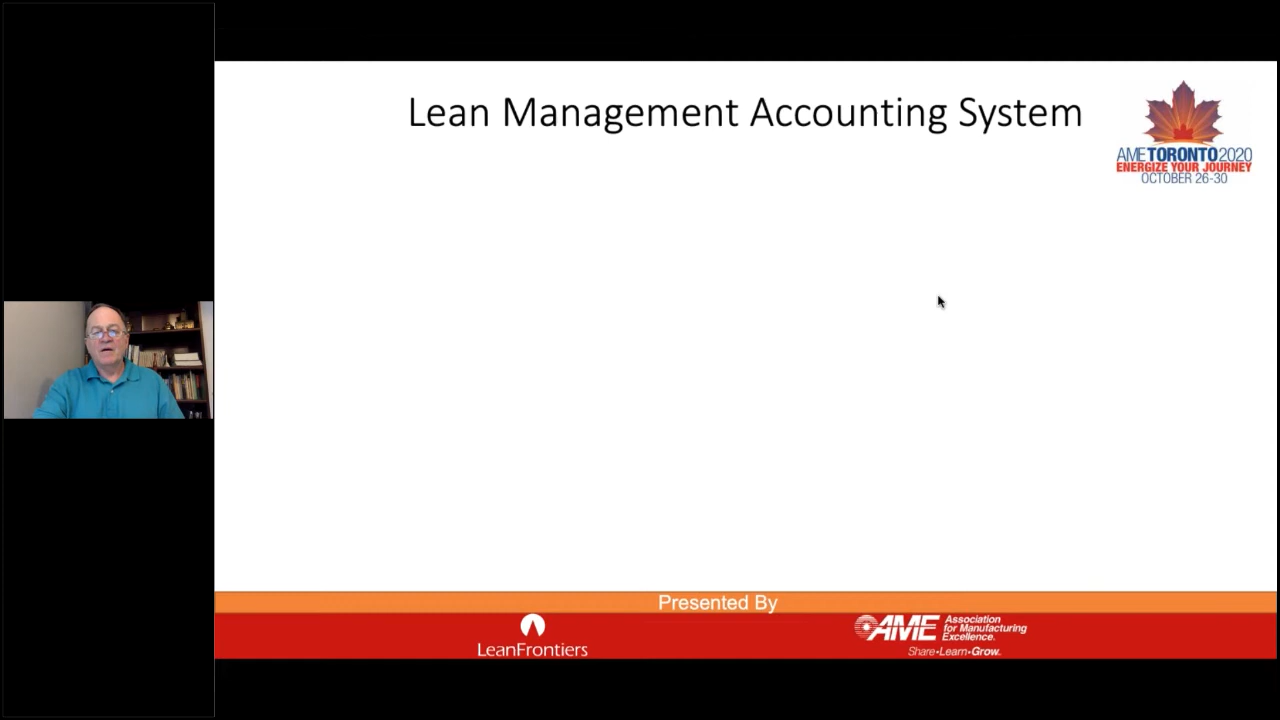 Lean Management Accounting System
AMETORONTO2020
ENERGIZE YOUR JOURNEY
OCTOBER 26-30
Presented By
LeanFrontiers
AME Association
for Manufacturing
Excellence.
Share•Learn•Grow.